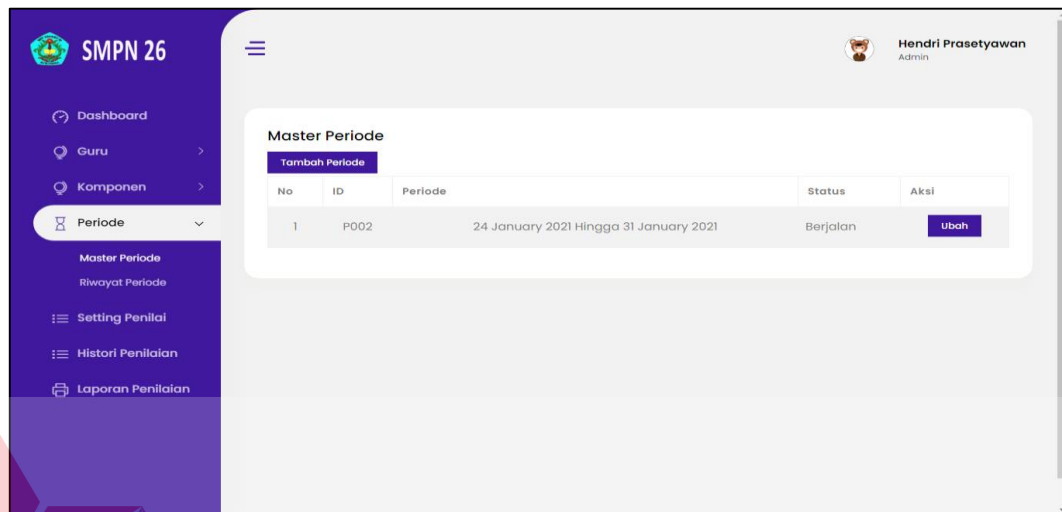 SMPN 26
Hendri Prasetyawan
Admin
Dashboard
Guru
Komponen
Periode
Master Periode
Riwayat Periode
Setting Penilai
Histori Penilaian
Laporan Penilaian
Master Periode
Tambah Periode
No ID Periode Status Aksi
1 P002 24 January 2021 Hingga 31 January 2021 Berjalan Ubah